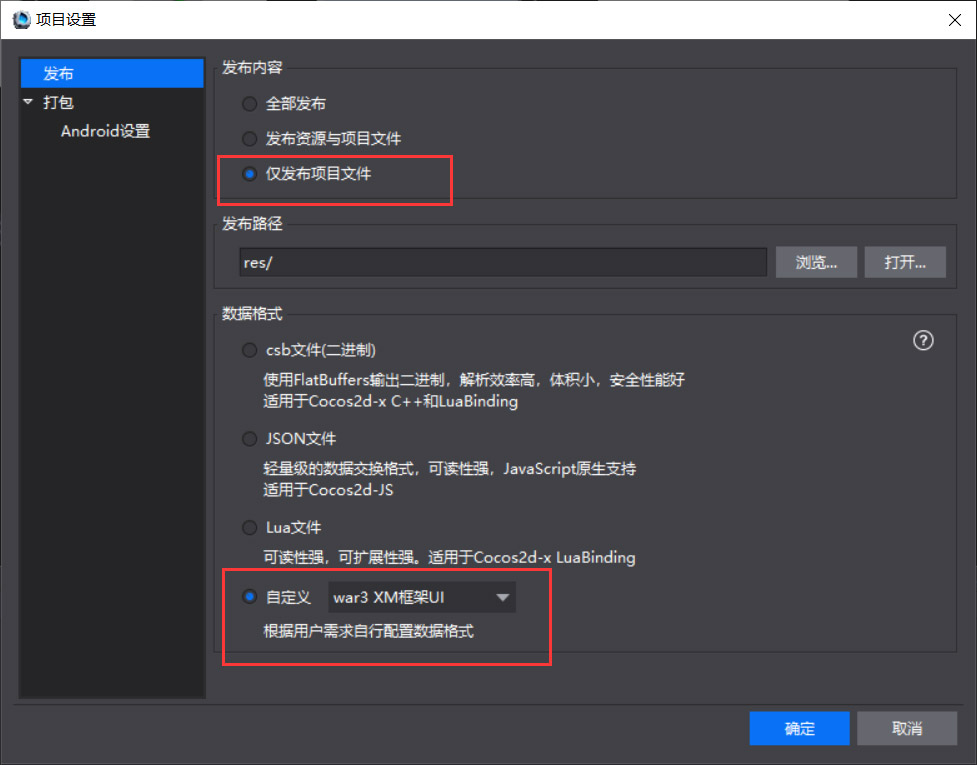 项目设置
发布
打包
Android设置
发布内容
全部发布
发布资源与项目文件
仅发布项目文件
发布路径
res/
浏览...
打开...
数据格式
csb文件(二进制)
使用FlatBuffers输出二进制，解析效率高，体积小，安全性能好
适用于Cocos2d-x C++和LuaBinding
JSON文件
轻量级的数据交换格式，可读性强，JavaScript原生支持
适用于Cocos2d-JS
Lua文件
可读性强，可扩展性强。适用于Cocos2d-x LuaBinding
自定义 war3 XM框架UI
根据用户需求自行配置数据格式
确定
取消